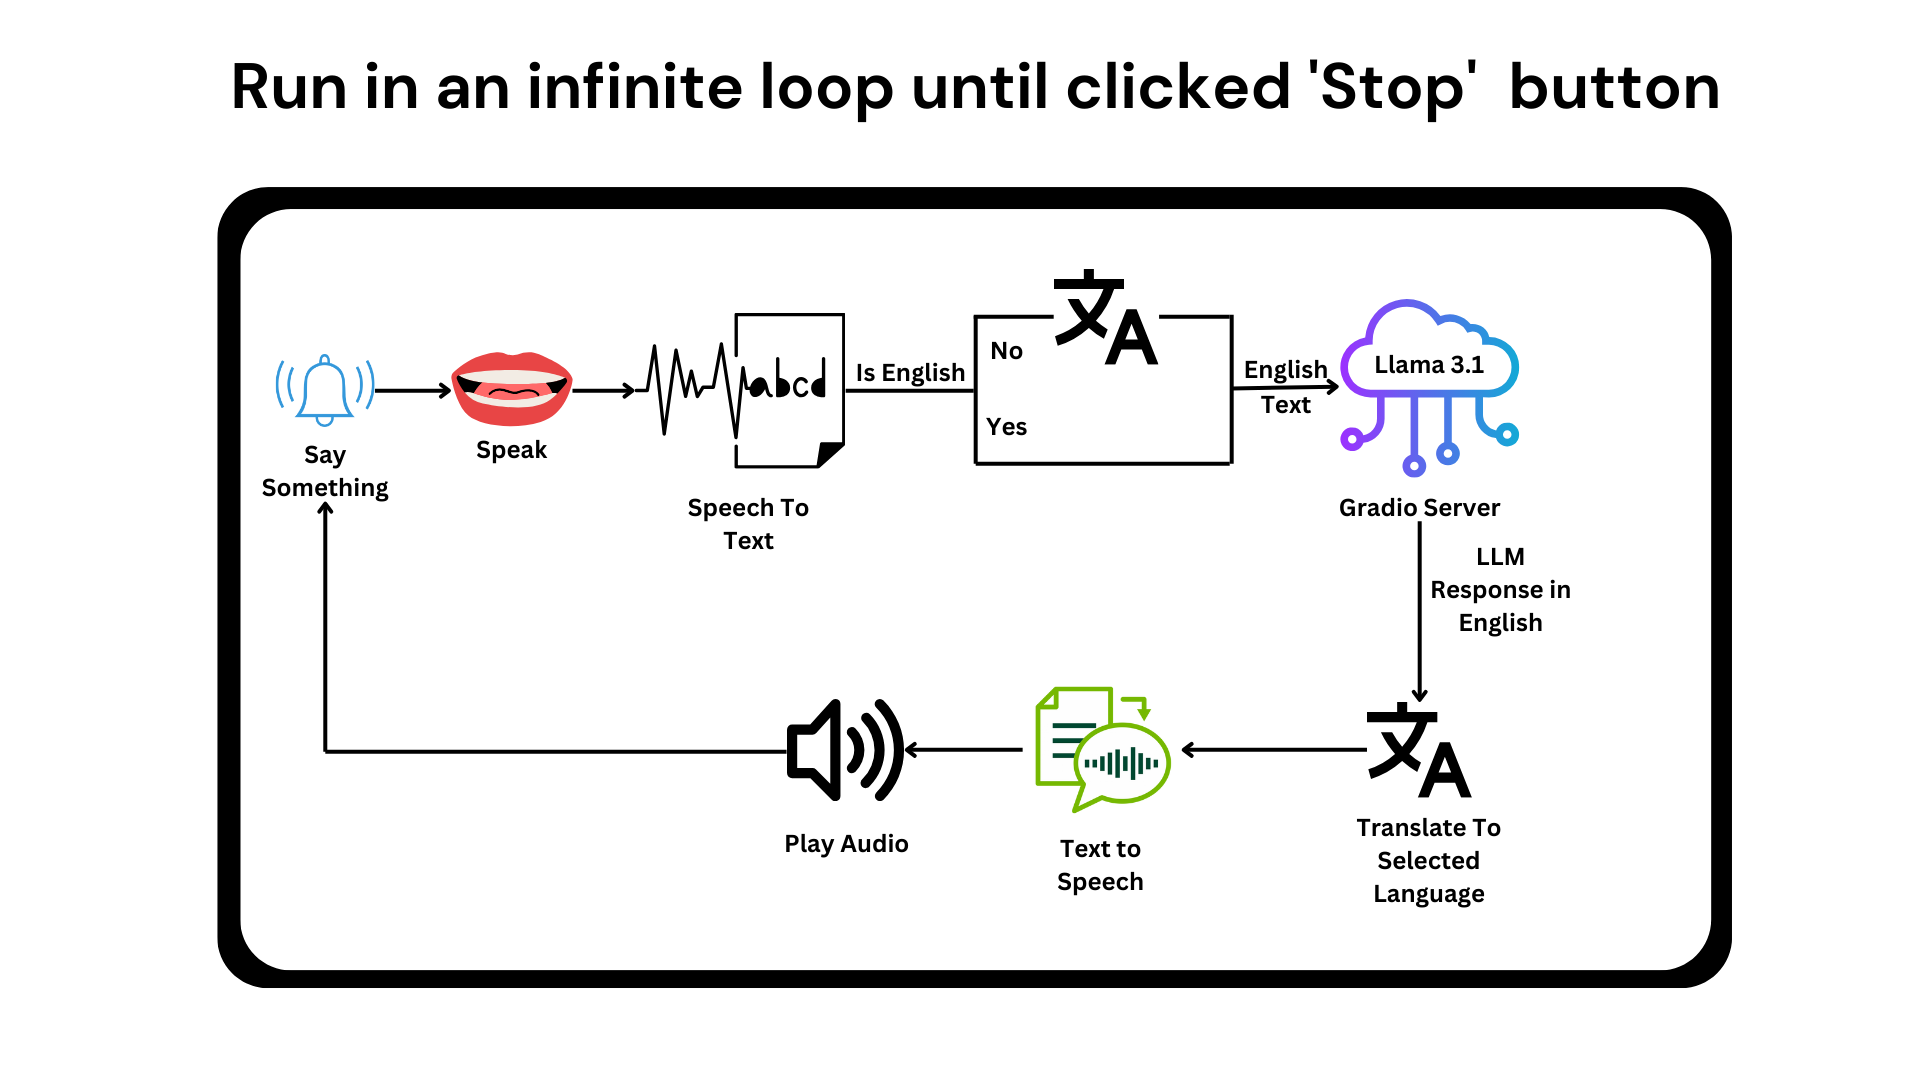 Run in an infinite loop until clicked 'Stop' button
Say
Something
Speak
abcd
Speech To
Text
Is English
No
Yes
文A
English
Text
Llama 3.1
Gradio Server
LLM
Response in
English
文A
Translate To
Selected
Language
Text to
Speech
Play Audio